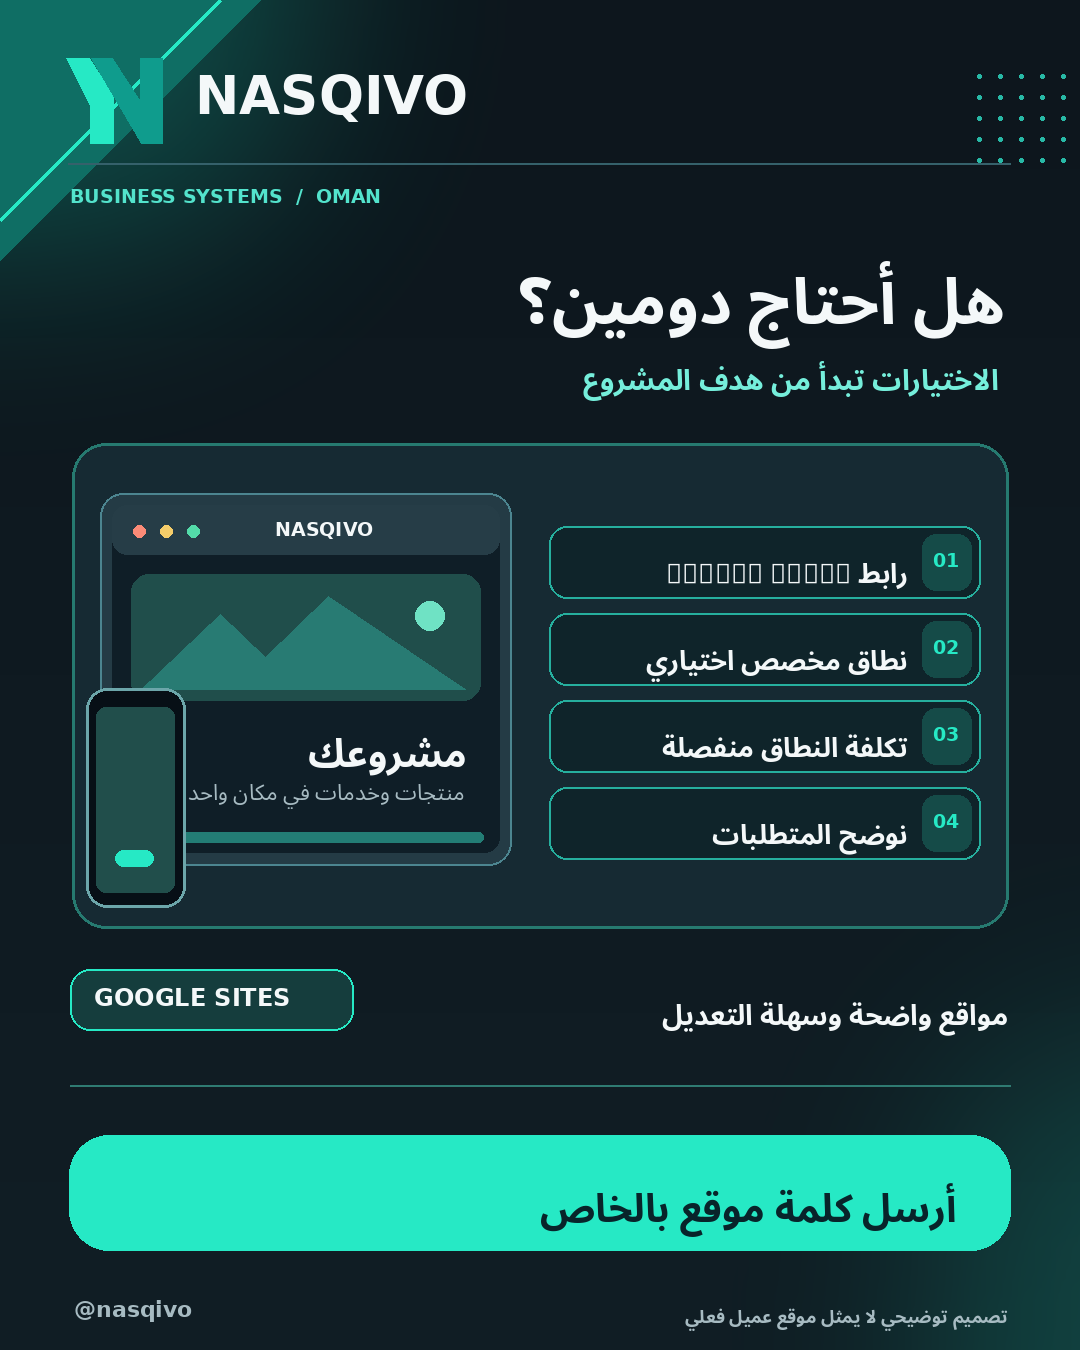 NASQIVO
BUSINESS SYSTEMS / OMAN
هل أحتاج دومين؟
الاختيارات تبدأ من هدف المشروع
NASQIVO
مشروعك
منتجات وخدمات في مكان واحد
01
رابط
02
نطاق مخصص اختياري
03
تكلفة النطاق منفصلة
04
نوضح المتطلبات
GOOGLE SITES
مواقع واضحة وسهلة التعديل
أرسل كلمة موقع بالخاص
@nasqivo
تصميم توضيحي لا يمثل موقع عميل فعلي